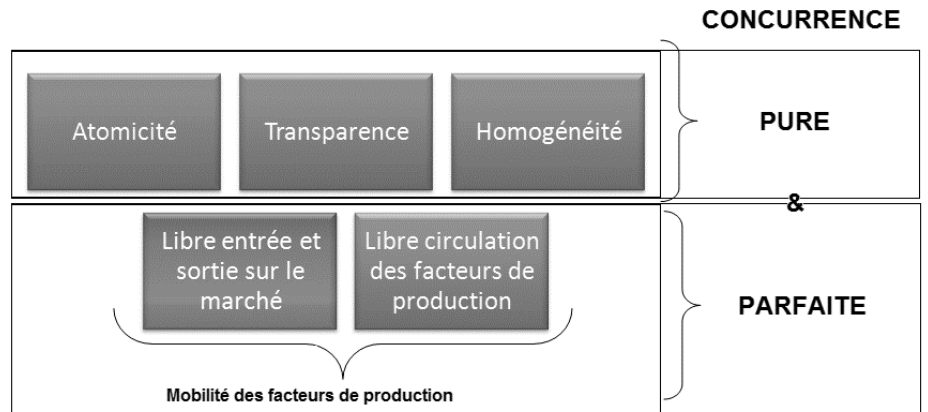 CONCURRENCE
Atomicité
Transparence
Homogénéité
PURE
&
Libre entrée et
sortie sur le
marché
Libre circulation
des facteurs de
production
PARFAITE
Mobilité des facteurs de production